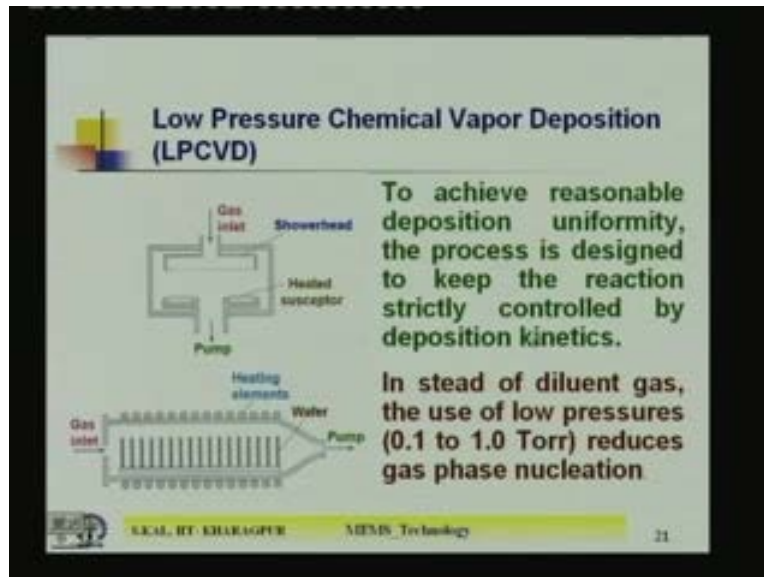 Low Pressure Chemical Vapor Deposition
(LPCVD)
Gas
inlet
Showerhead
Heated
susceptor
Pump
To achieve reasonable
deposition uniformity,
the process is designed
to keep the reaction
strictly controlled by
deposition kinetics.
Heating
elements
Wafer
Gas
inlet
Pump
In stead of diluent gas,
the use of low pressures
(0.1 to 1.0 Torr) reduces
gas phase nucleation.
S.KAL, IIT- KHARAGPUR
MEMS_Technology
21